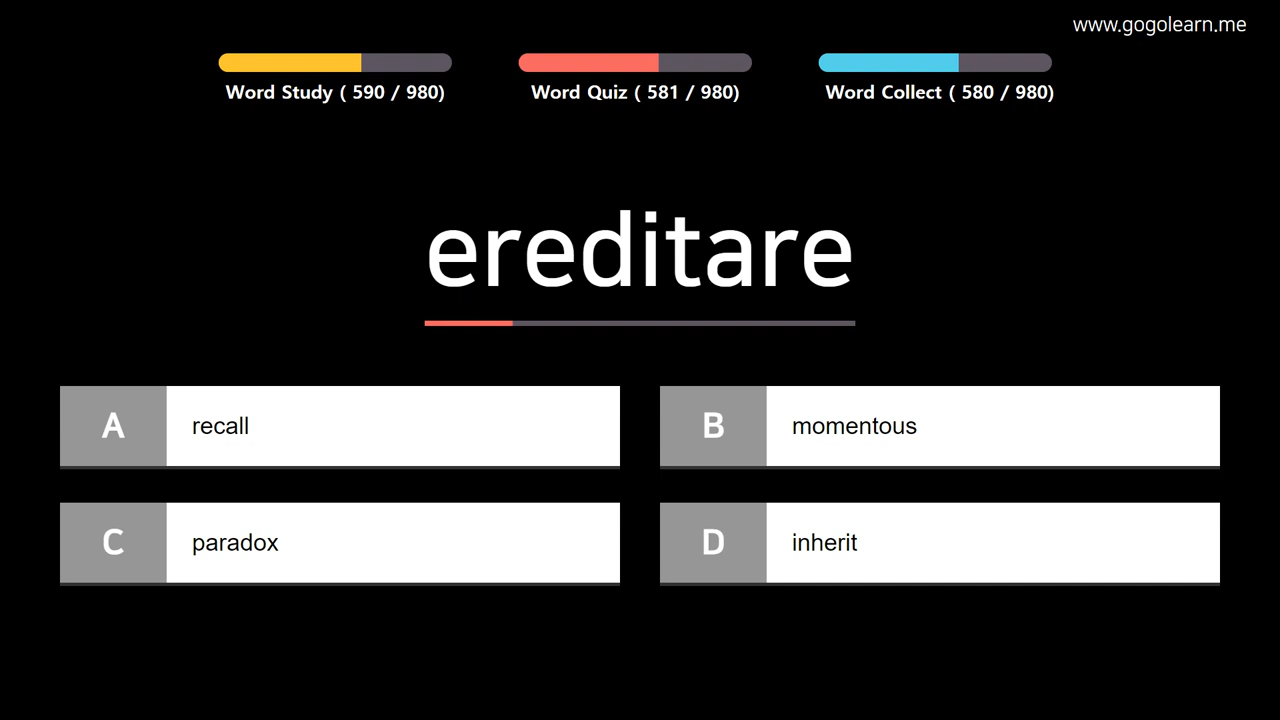 www.gogolearn.me
Word Study ( 590 / 980)
Word Quiz ( 581 / 980)
Word Collect ( 580 / 980)
ereditare
A recall
B momentous
C paradox
D inherit